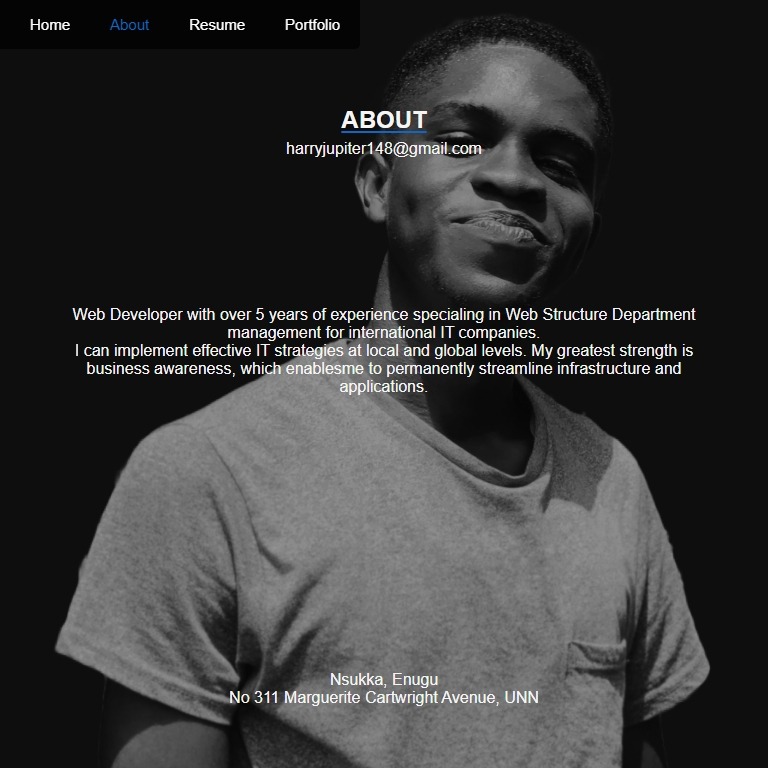 Home About Resume Portfolio
ABOUT
harryjupiter148@gmail.com
Web Developer with over 5 years of experience specialing in Web Structure Department
management for international IT companies.
I can implement effective IT strategies at local and global levels. My greatest strength is
business awareness, which enablesme to permanently streamline infrastructure and
applications.
Nsukka, Enugu
No 311 Marguerite Cartwright Avenue, UNN